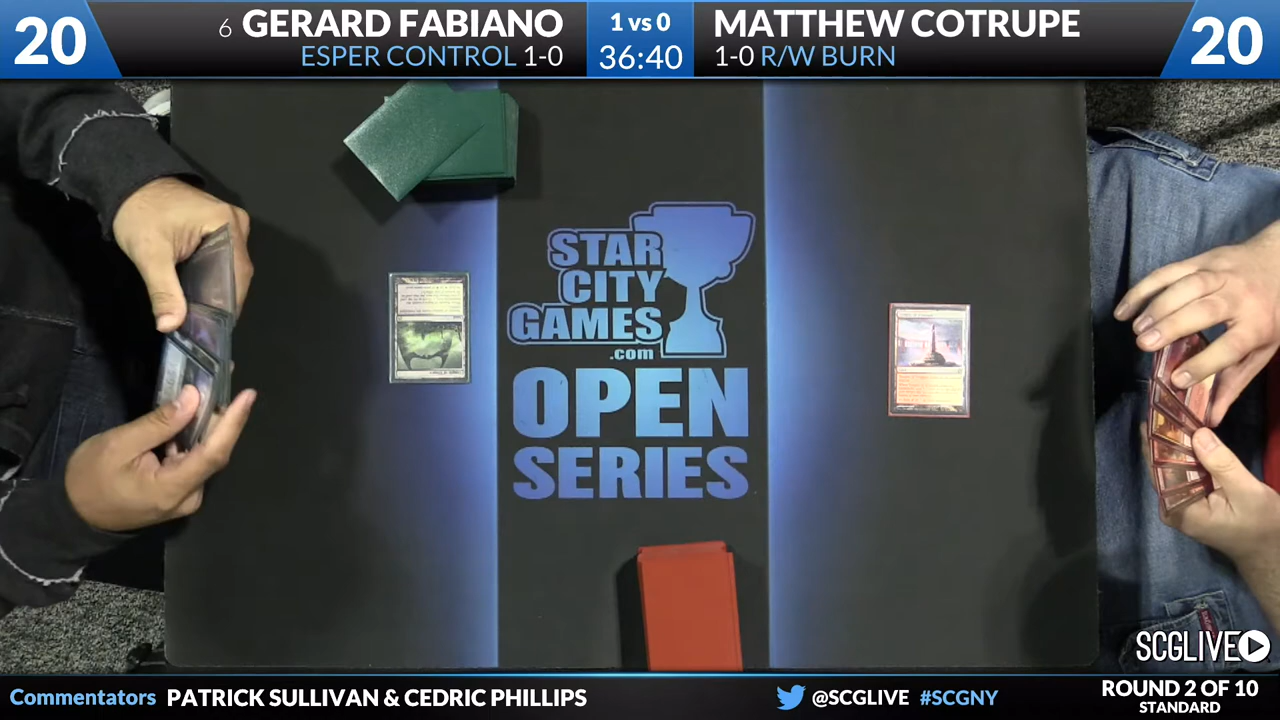 20
6 GERARD FABIANO
ESPER CONTROL 1-0
1 vs 0
36:40
MATTHEW COTRUPE
1-0 R/W BURN
20
STAR
CITY
GAMES
.com
OPEN
SERIES
SCGLIVE
Commentators PATRICK SULLIVAN & CEDRIC PHILLIPS
@SCGLIVE #SCGNY
ROUND 2 OF 10
STANDARD